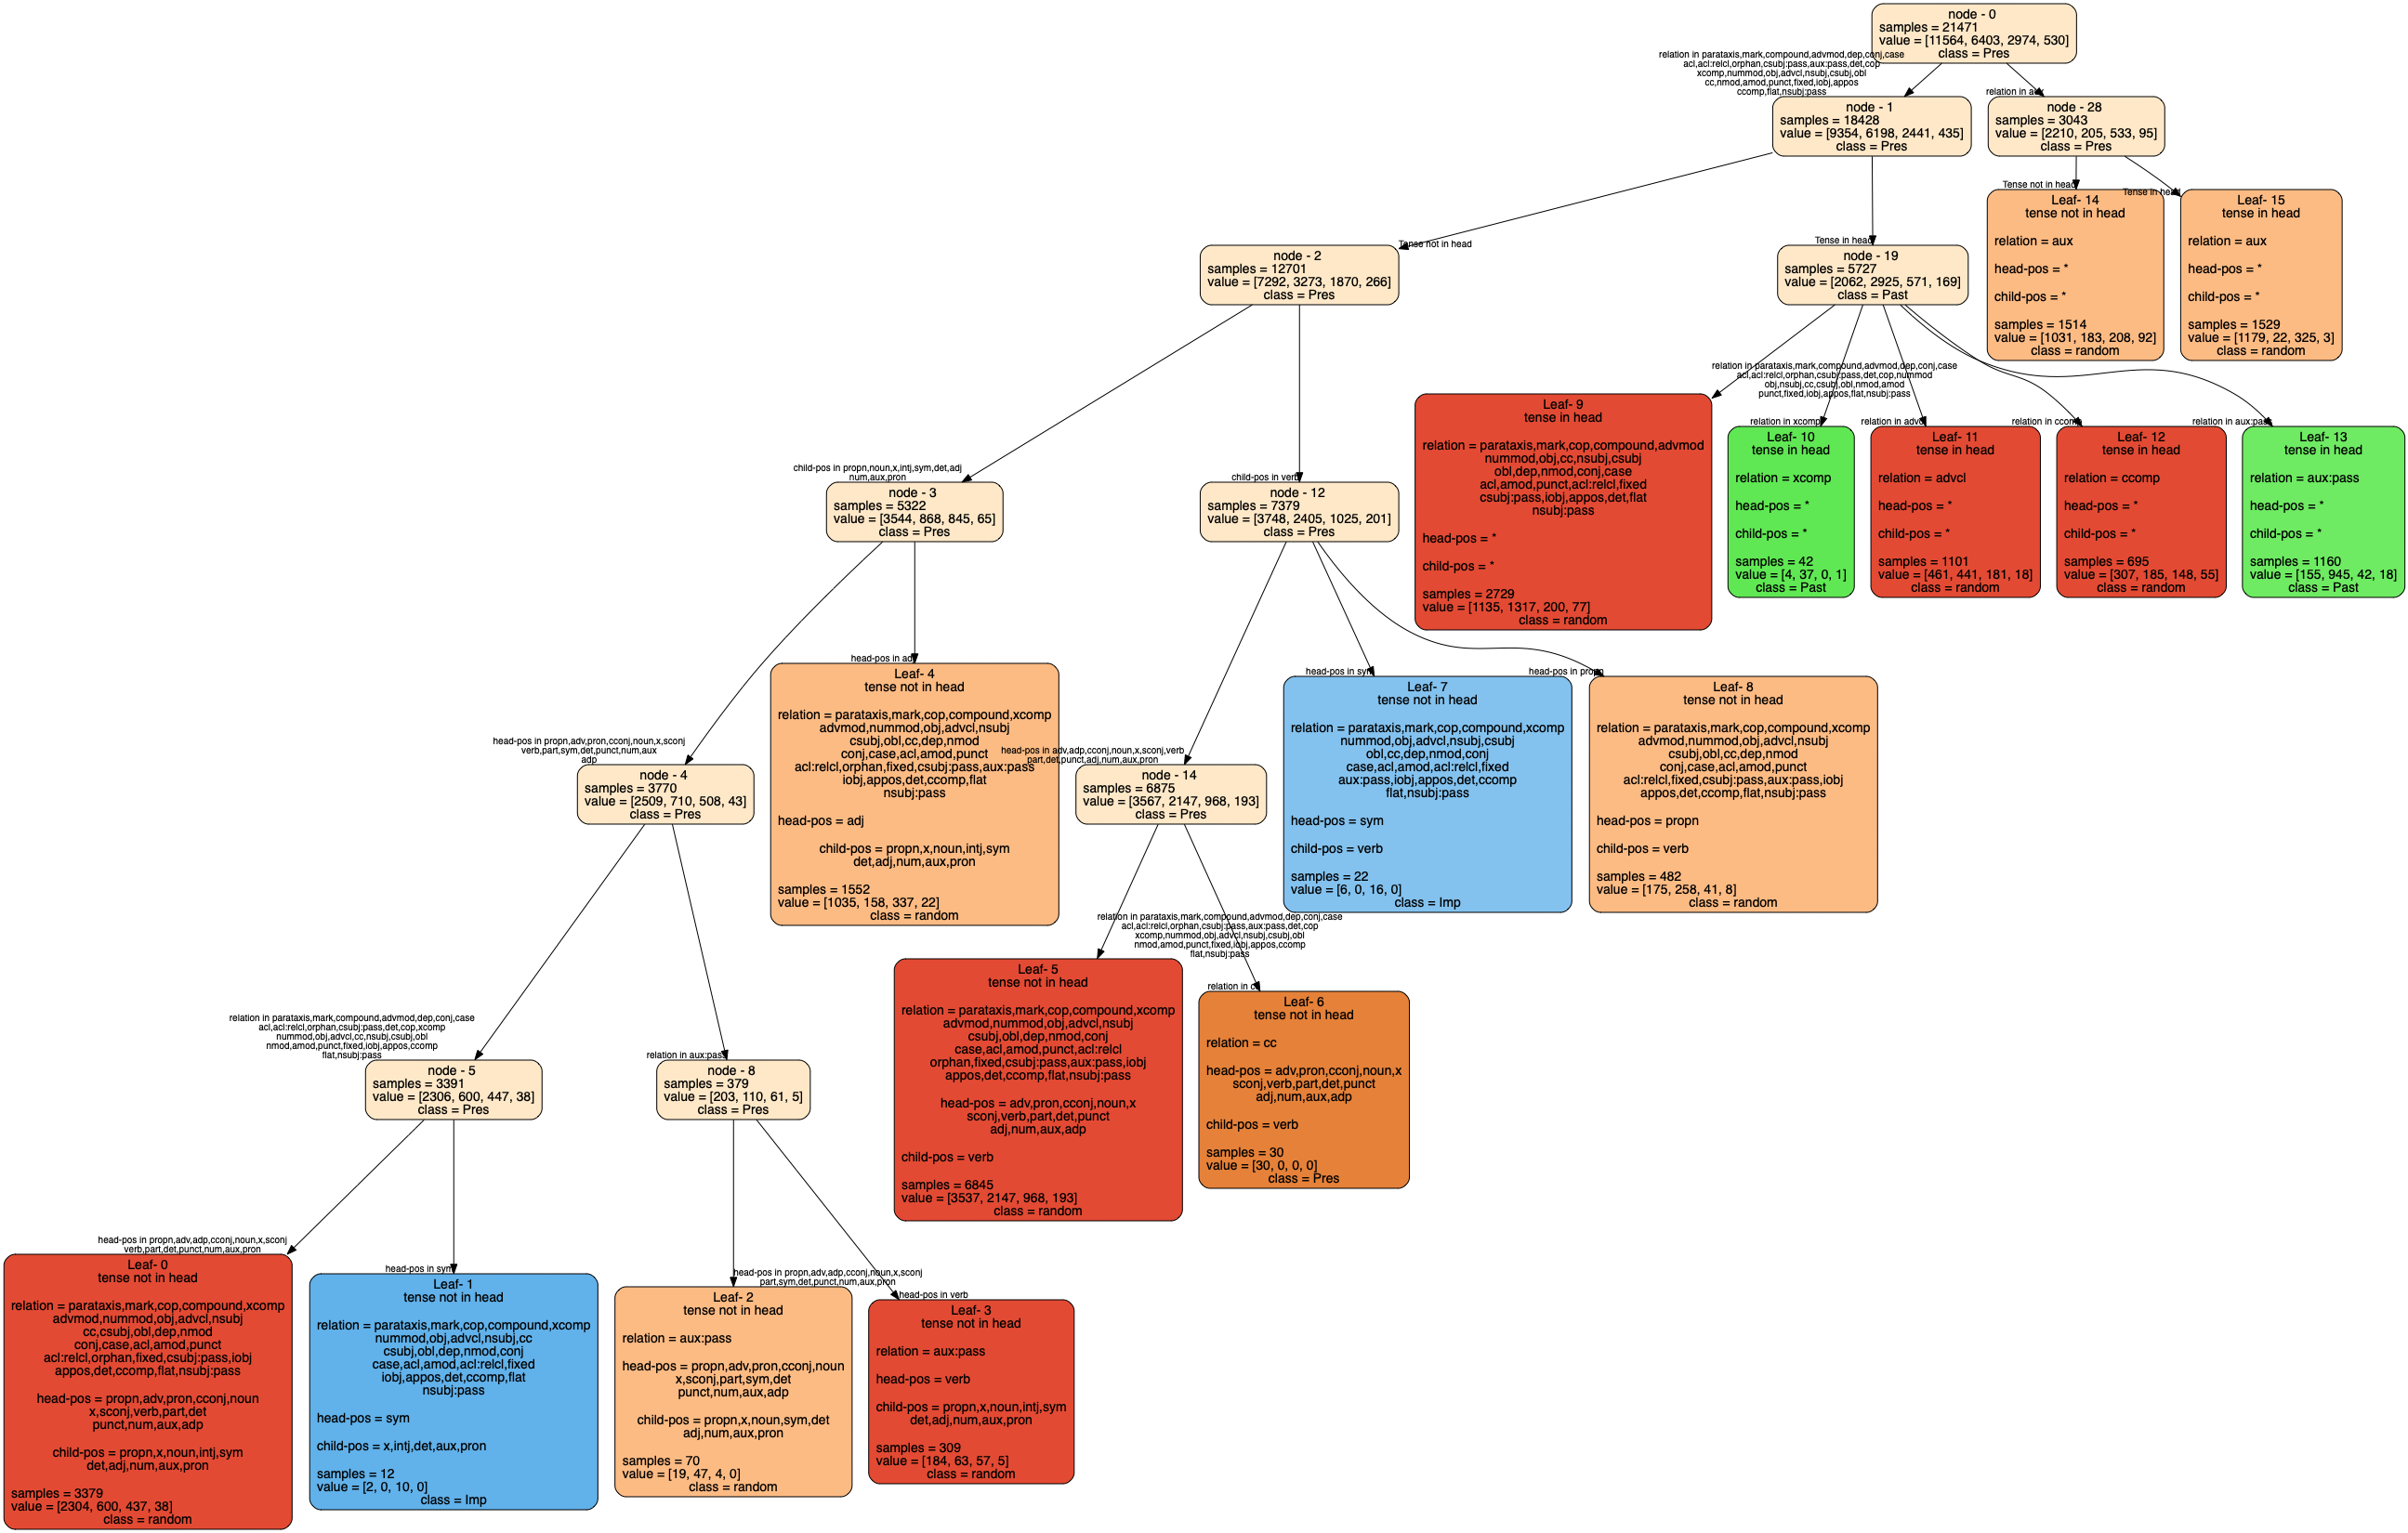 node - 0
samples = 21471
value = [11564, 6403, 2974, 530]
class = Pres
relation in parataxis,mark,compound,advmod,dep,conj,case
acl,acl:relcl,orphan,csubj:pass,aux:pass,det,cop
xcomp,nummod,obj,advcl,nsubj,csubj,obl
cc,nmod,amod,punct,fixed,iobj,appos
ccomp,flat,nsubj:pass
relation in aux
node - 1
samples = 18428
value = [9354, 6198, 2441, 435]
class = Pres
node - 28
samples = 3043
value = [2210, 205, 533, 95]
class = Pres
Tense not in head
Tense in head
Leaf- 14
tense not in head
relation = aux
head-pos = *
child-pos = *
samples = 1514
value = [1031, 183, 208, 92]
class = random
Leaf- 15
tense in head
relation = aux
head-pos = *
child-pos = *
samples = 1529
value = [1179, 22, 325, 3]
class = random
Tense not in head
Tense in head
node - 2
samples = 12701
value = [7292, 3273, 1870, 266]
class = Pres
node - 19
samples = 5727
value = [2062, 2925, 571, 169]
class = Past
relation in parataxis,mark,compound,advmod,dep,conj,case
acl,acl:relcl,orphan,csubj:pass,det,cop,nummod
obj,nsubj,cc,csubj,obl,nmod,amod
punct,fixed,iobj,appos,flat,nsubj:pass
relation in xcomp
relation in advcl
relation in ccomp
relation in aux:pass
Leaf- 9
tense in head
relation = parataxis,mark,cop,compound,advmod
nummod,obj,cc,nsubj,csubj
obl,dep,nmod,conj,case
acl,amod,punct,acl:relcl,fixed
csubj:pass,iobj,appos,det,flat
nsubj:pass
head-pos = *
child-pos = *
samples = 2729
value = [1135, 1317, 200, 77]
class = random
Leaf- 10
tense in head
relation = xcomp
head-pos = *
child-pos = *
samples = 42
value = [4, 37, 0, 1]
class = Past
Leaf- 11
tense in head
relation = advcl
head-pos = *
child-pos = *
samples = 1101
value = [461, 441, 181, 18]
class = random
Leaf- 12
tense in head
relation = ccomp
head-pos = *
child-pos = *
samples = 695
value = [307, 185, 148, 55]
class = random
Leaf- 13
tense in head
relation = aux:pass
head-pos = *
child-pos = *
samples = 1160
value = [155, 945, 42, 18]
class = Past
child-pos in propn,noun,x,intj,sym,det,adj
num,aux,pron
child-pos in verb
node - 3
samples = 5322
value = [3544, 868, 845, 65]
class = Pres
node - 12
samples = 7379
value = [3748, 2405, 1025, 201]
class = Pres
head-pos in adj
head-pos in sym
head-pos in propn
Leaf- 4
tense not in head
relation = parataxis,mark,cop,compound,xcomp
advmod,nummod,obj,advcl,nsubj
csubj,obl,cc,dep,nmod
conj,case,acl,amod,punct
acl:relcl,orphan,fixed,csubj:pass,aux:pass
iobj,appos,det,ccomp,flat
nsubj:pass
head-pos = adj
child-pos = propn,x,noun,intj,sym
det,adj,num,aux,pron
samples = 1552
value = [1035, 158, 337, 22]
class = random
Leaf- 7
tense not in head
relation = parataxis,mark,cop,compound,xcomp
nummod,obj,advcl,nsubj,csubj
obl,cc,dep,nmod,conj
case,acl,amod,acl:relcl,fixed
aux:pass,iobj,appos,det,ccomp
flat,nsubj:pass
head-pos = sym
child-pos = verb
samples = 22
value = [6, 0, 16, 0]
class = Imp
Leaf- 8
tense not in head
relation = parataxis,mark,cop,compound,xcomp
advmod,nummod,obj,advcl,nsubj
csubj,obl,cc,dep,nmod
conj,case,acl,amod,punct
acl:relcl,fixed,csubj:pass,aux:pass,iobj
appos,det,ccomp,flat,nsubj:pass
head-pos = propn
child-pos = verb
samples = 482
value = [175, 258, 41, 8]
class = random
head-pos in propn,adv,pron,cconj,noun,x,sconj
verb,part,sym,det,punct,num,aux
adp
head-pos in adv,adp,cconj,noun,x,sconj,verb
part,det,punct,adj,num,aux,pron
node - 4
samples = 3770
value = [2509, 710, 508, 43]
class = Pres
node - 14
samples = 6875
value = [3567, 2147, 968, 193]
class = Pres
relation in parataxis,mark,compound,advmod,dep,conj,case
acl,acl:relcl,orphan,csubj:pass,aux:pass,det,cop
xcomp,nummod,obj,advcl,nsubj,csubj,obl
nmod,amod,punct,fixed,iobj,appos,ccomp
flat,nsubj:pass
relation in cc
Leaf- 5
tense not in head
relation = parataxis,mark,cop,compound,xcomp
advmod,nummod,obj,advcl,nsubj
csubj,obl,dep,nmod,conj
case,acl,amod,punct,acl:relcl
orphan,fixed,csubj:pass,aux:pass,iobj
appos,det,ccomp,flat,nsubj:pass
head-pos = adv,pron,cconj,noun,x
sconj,verb,part,det,punct
adj,num,aux,adp
child-pos = verb
samples = 6845
value = [3537, 2147, 968, 193]
class = random
Leaf- 6
tense not in head
relation = cc
head-pos = adv,pron,cconj,noun,x
sconj,verb,part,det,punct
adj,num,aux,adp
child-pos = verb
samples = 30
value = [30, 0, 0, 0]
class = Pres
relation in parataxis,mark,compound,advmod,dep,conj,case
acl,acl:relcl,orphan,csubj:pass,det,cop,xcomp
nummod,obj,advcl,cc,nsubj,csubj,obl
nmod,amod,punct,fixed,iobj,appos,ccomp
flat,nsubj:pass
relation in aux:pass
node - 5
samples = 3391
value = [2306, 600, 447, 38]
class = Pres
node - 8
samples = 379
value = [203, 110, 61, 5]
class = Pres
head-pos in propn,adv,adp,cconj,noun,x,sconj
verb,part,det,punct,num,aux,pron
head-pos in sym
head-pos in propn,adv,adp,cconj,noun,x,sconj
part,sym,det,punct,num,aux,pron
head-pos in verb
Leaf- 0
tense not in head
relation = parataxis,mark,cop,compound,xcomp
advmod,nummod,obj,advcl,nsubj
cc,csubj,obl,dep,nmod
conj,case,acl,amod,punct
acl:relcl,orphan,fixed,csubj:pass,iobj
appos,det,ccomp,flat,nsubj:pass
head-pos = propn,adv,pron,cconj,noun
x,sconj,verb,part,det
punct,num,aux,adp
child-pos = propn,x,noun,intj,sym
det,adj,num,aux,pron
samples = 3379
value = [2304, 600, 437, 38]
class = random
Leaf- 1
tense not in head
relation = parataxis,mark,cop,compound,xcomp
nummod,obj,advcl,nsubj,cc
csubj,obl,dep,nmod,conj
case,acl,amod,acl:relcl,fixed
iobj,appos,det,ccomp,flat
nsubj:pass
head-pos = sym
child-pos = x,intj,det,aux,pron
samples = 12
value = [2, 0, 10, 0]
class = Imp
Leaf- 2
tense not in head
relation = aux:pass
head-pos = propn,adv,pron,cconj,noun
x,sconj,part,sym,det
punct,num,aux,adp
child-pos = propn,x,noun,sym,det
adj,num,aux,pron
samples = 70
value = [19, 47, 4, 0]
class = random
Leaf- 3
tense not in head
relation = aux:pass
head-pos = verb
child-pos = propn,x,noun,intj,sym
det,adj,num,aux,pron
samples = 309
value = [184, 63, 57, 5]
class = random